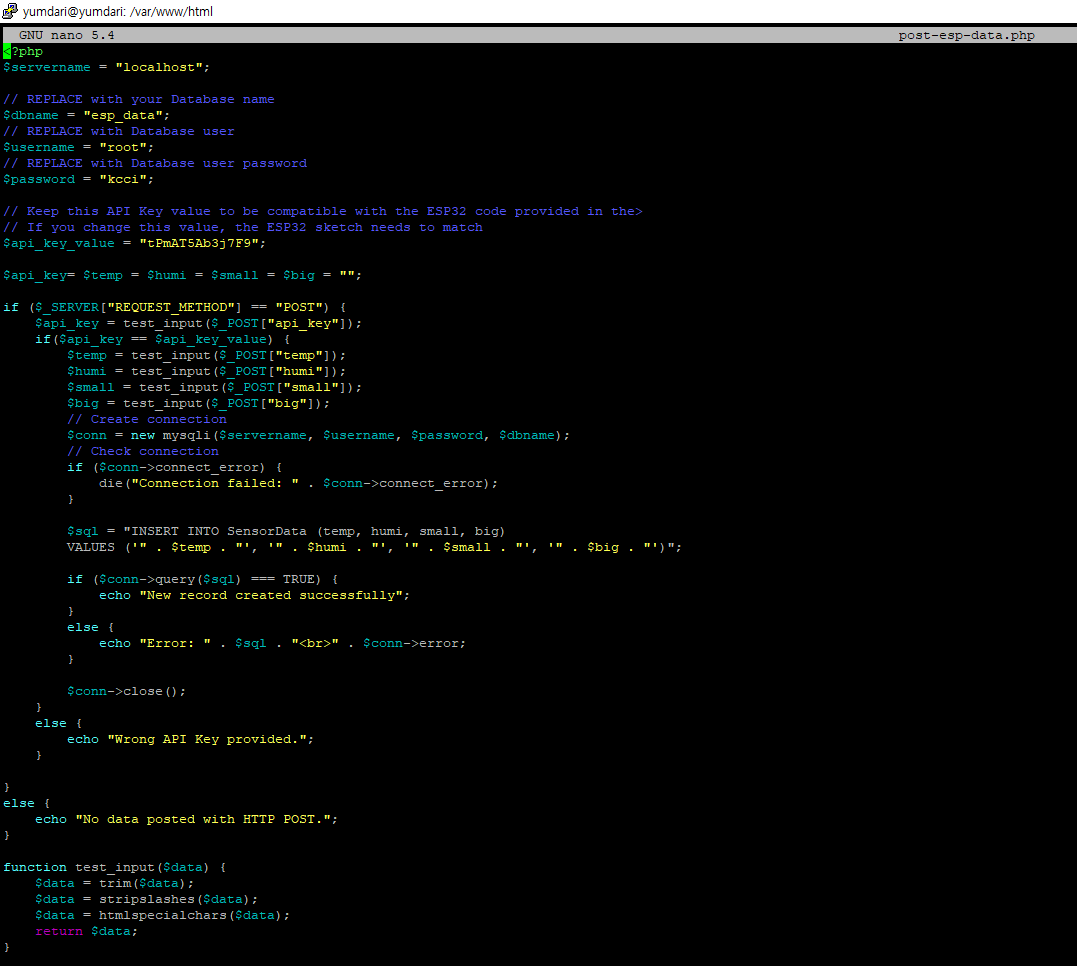 yumdari@yumdari: /var/www/html
GNU nano 5.4 post-esp-data.php
<?php
$servername = "localhost";
// REPLACE with your Database name
$dbname = "esp_data";
// REPLACE with Database user
$username = "root";
// REPLACE with Database user password
$password = "kcci";
// Keep this API Key value to be compatible with the ESP32 code provided in the>
// If you change this value, the ESP32 sketch needs to match
$api_key_value = "tPmAT5Ab3j7F9";
$api_key= $temp = $humi = $small = $big = "";
if ($_SERVER["REQUEST_METHOD"] == "POST") {
    $api_key = test_input($_POST["api_key"]);
    if($api_key == $api_key_value) {
        $temp = test_input($_POST["temp"]);
        $humi = test_input($_POST["humi"]);
        $small = test_input($_POST["small"]);
        $big = test_input($_POST["big"]);
        // Create connection
        $conn = new mysqli($servername, $username, $password, $dbname);
        // Check connection
        if ($conn->connect_error) {
            die("Connection failed: " . $conn->connect_error);
        }
        $sql = "INSERT INTO SensorData (temp, humi, small, big)
        VALUES ('" . $temp . "', '" . $humi . "', '" . $small . "', '" . $big . "')";
        if ($conn->query($sql) === TRUE) {
            echo "New record created successfully";
        }
        else {
            echo "Error: " . $sql . "<br>" . $conn->error;
        }
        $conn->close();
    }
    else {
        echo "Wrong API Key provided.";
    }
}
else {
    echo "No data posted with HTTP POST.";
}
function test_input($data) {
    $data = trim($data);
    $data = stripslashes($data);
    $data = htmlspecialchars($data);
    return $data;
}